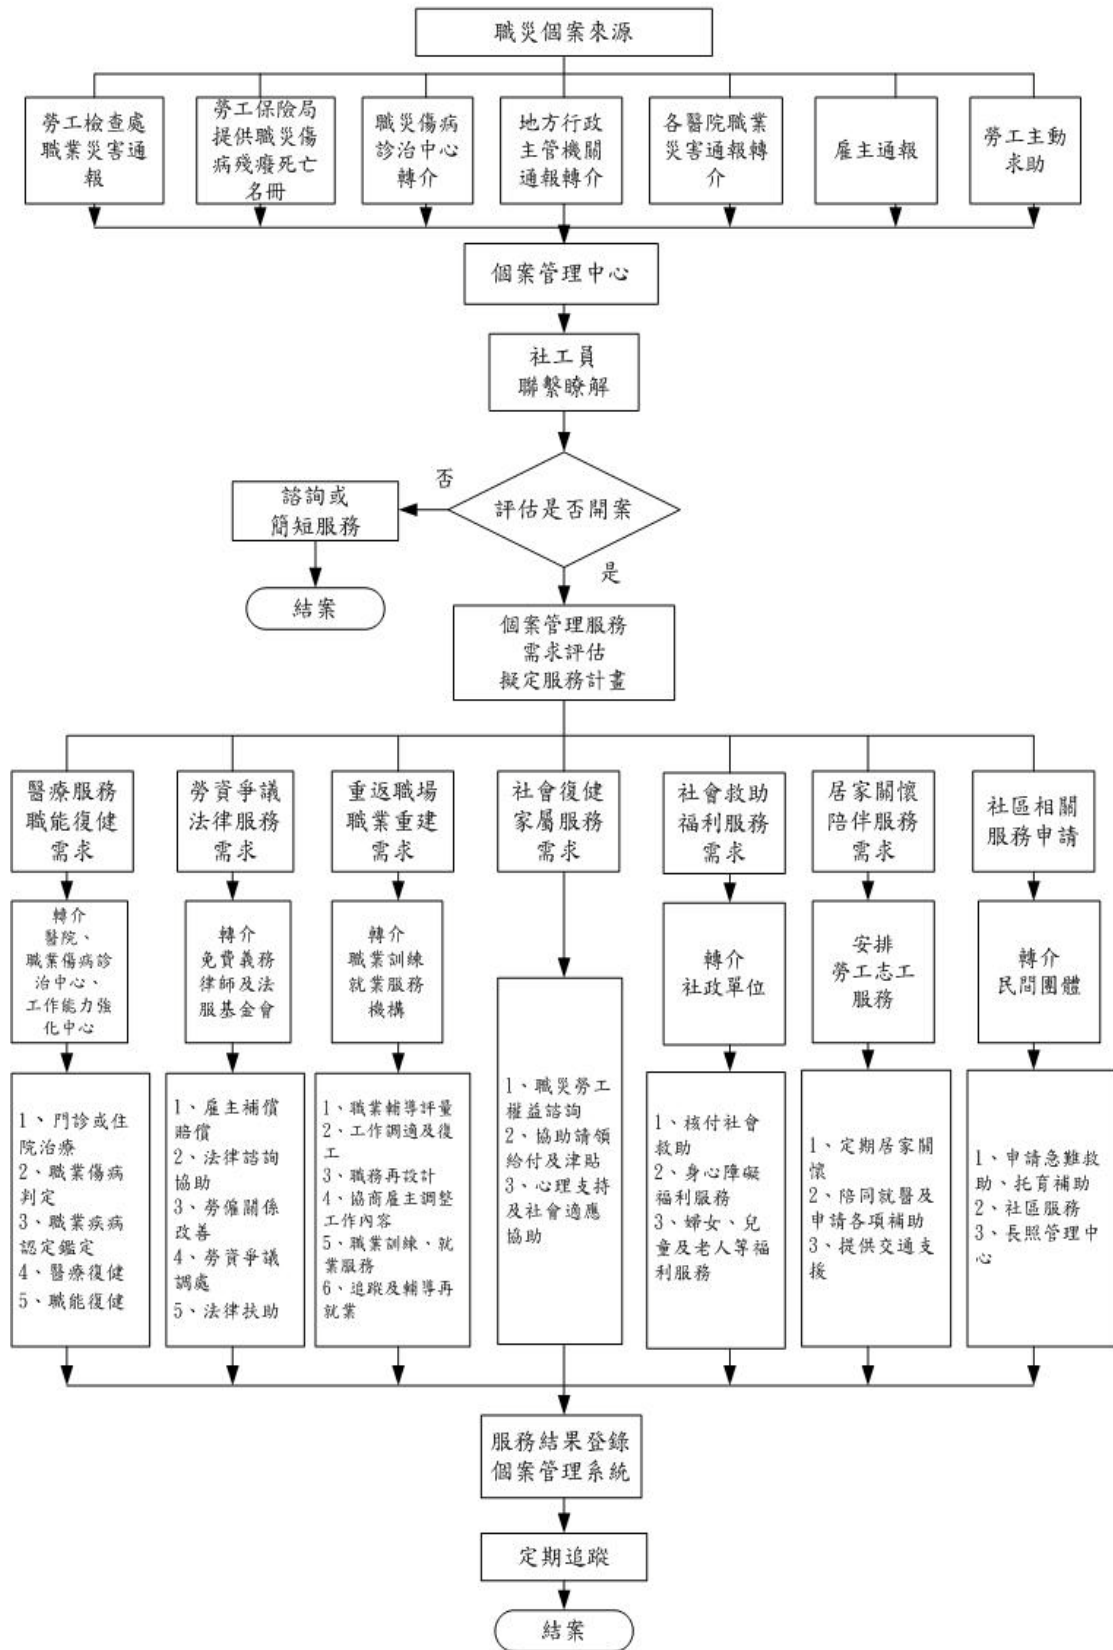 職災個案來源
勞工檢查處
職業災害通
報
勞工保險局
提供職災傷
病殘癈死亡
名冊
職災傷病
診治中心
轉介
地方行政
主管機關
通報轉介
各醫院職業
災害通報轉
介
雇主通報
勞工主動
求助
個案管理中心
社工員
聯繫瞭解
評估是否開案
否
諮詢或
簡短服務
結案
是
個案管理服務
需求評估
擬定服務計畫
醫療服務
職能復健
需求
勞資爭議
法律服務
需求
重返職場
職業重建
需求
社會復健
家屬服務
需求
社會救助
福利服務
需求
居家關懷
陪伴服務
需求
社區相關
服務申請
轉介
醫院、
職業傷病診
治中心、
工作能力強
化中心
轉介
免費義務
律師及法
服基金會
轉介
職業訓練
就業服務
機構
轉介
社政單位
安排
勞工志工
服務
轉介
民間團體
1、門診或住
院治療
2、職業傷病
判定
3、職業疾病
認定鑑定
4、醫療復健
5、職能復健
1、雇主補償
賠償
2、法律諮詢
協助
3、勞僱關係
改善
4、勞資爭議
調處
5、法律扶助
1、職業輔導評量
2、工作調適及復
工
3、職務再設計
4、協商雇主調整
工作內容
5、職業訓練、就
業服務
6、追蹤及輔導再
就業
1、職災勞工
權益諮詢
2、協助請領
給付及津貼
3、心理支持
及社會適應
協助
1、核付社會
救助
2、身心障礙
福利服務
3、婦女、兒
童及老人等福
利服務
1、定期居家關
懷
2、陪同就醫及
申請各項補助
3、提供交通支
援
1、申請急難救
助、托育補助
2、社區服務
3、長照管理中
心
服務結果登錄
個案管理系統
定期追蹤
結案